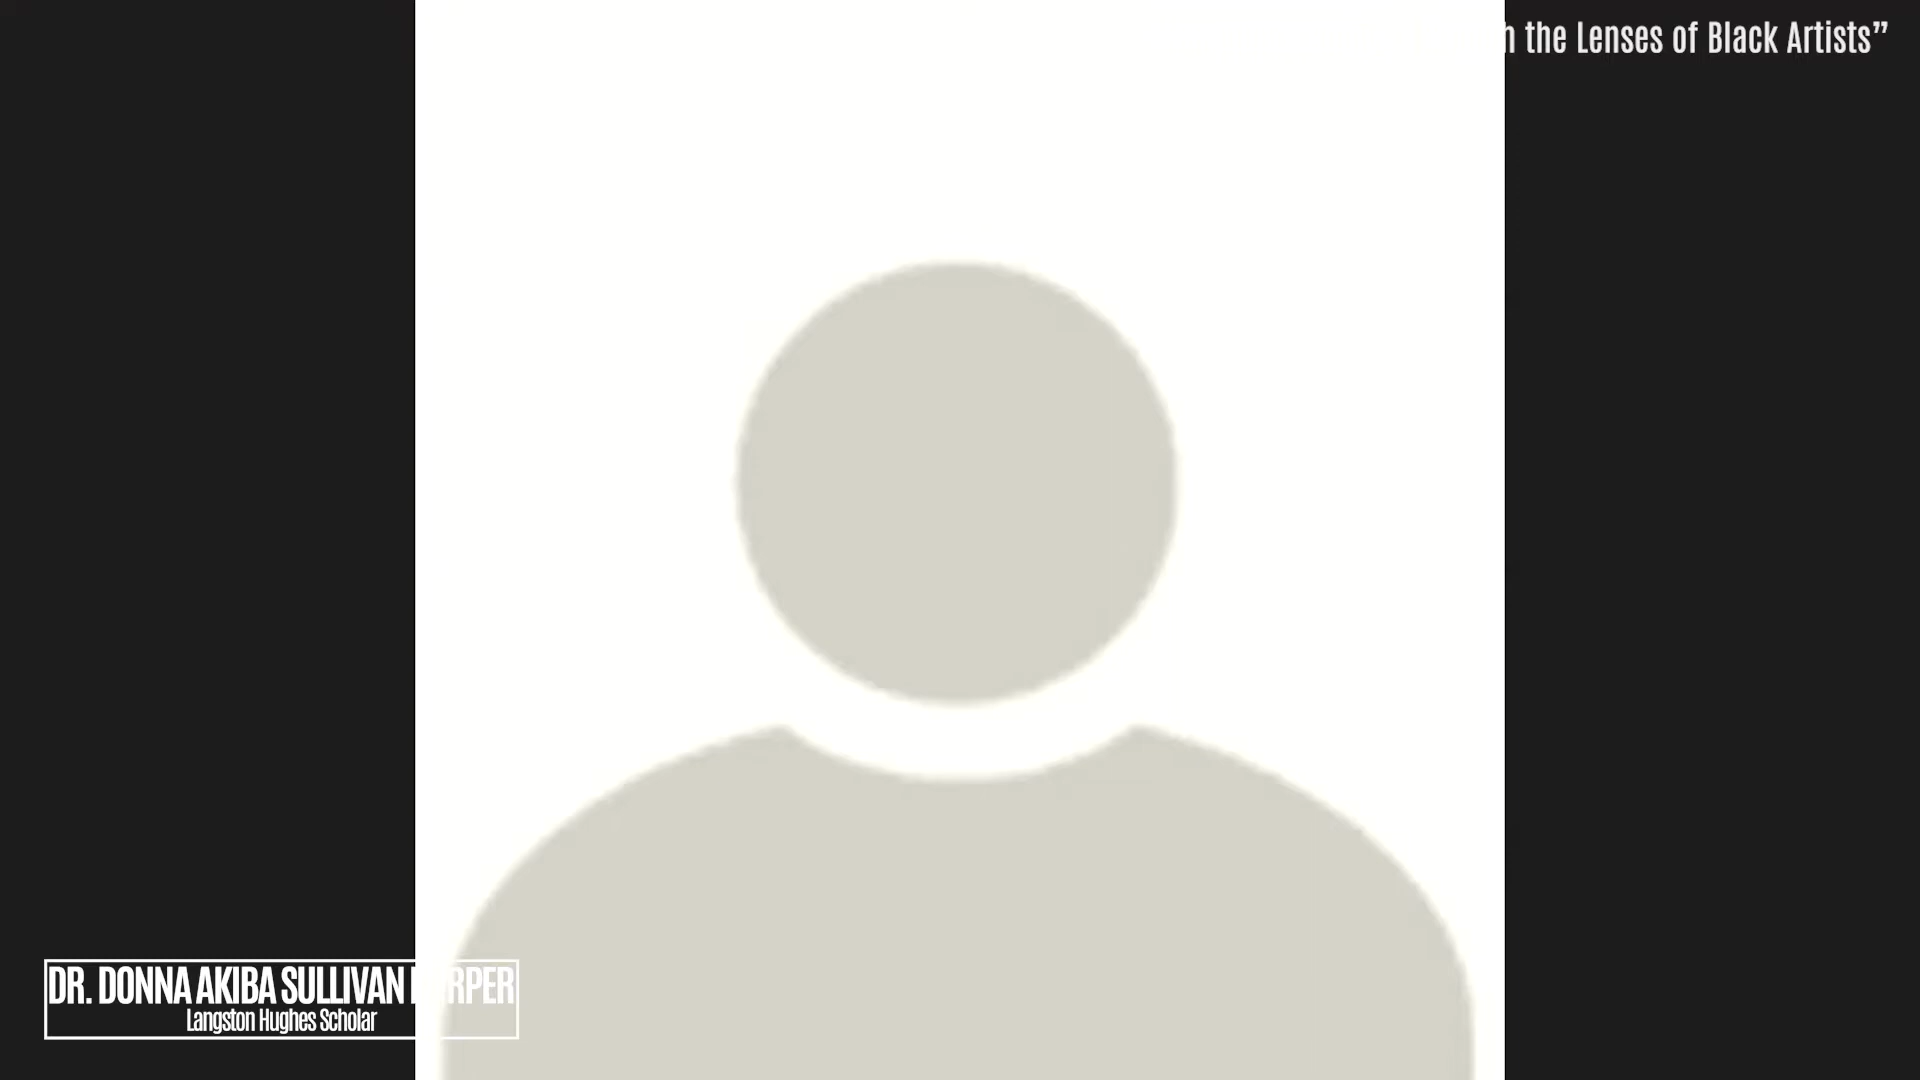 the Lenses of Black Artists”
DR. DONNA AKIBA SULLIVAN
Langston Hughes Scholar